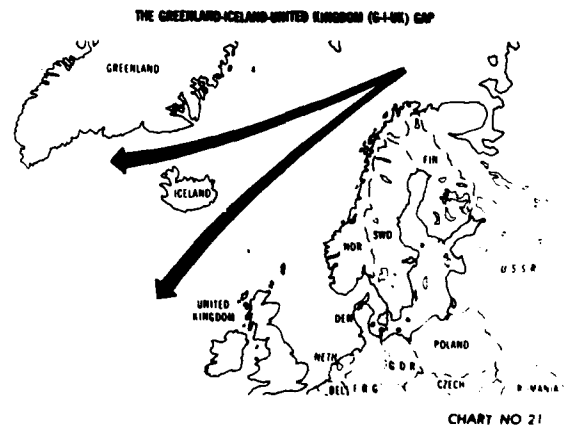 THE GREENLAND-ICELAND-UNITED KINGDOM (G-I-UK) GAP
GREENLAND
ICELAND
FIN
NOR
SWD
USSR
UNITED
KINGDOM
DEN
POLAND
NETH
GDR
BEL
FRG
CZECH
CHART NO 21